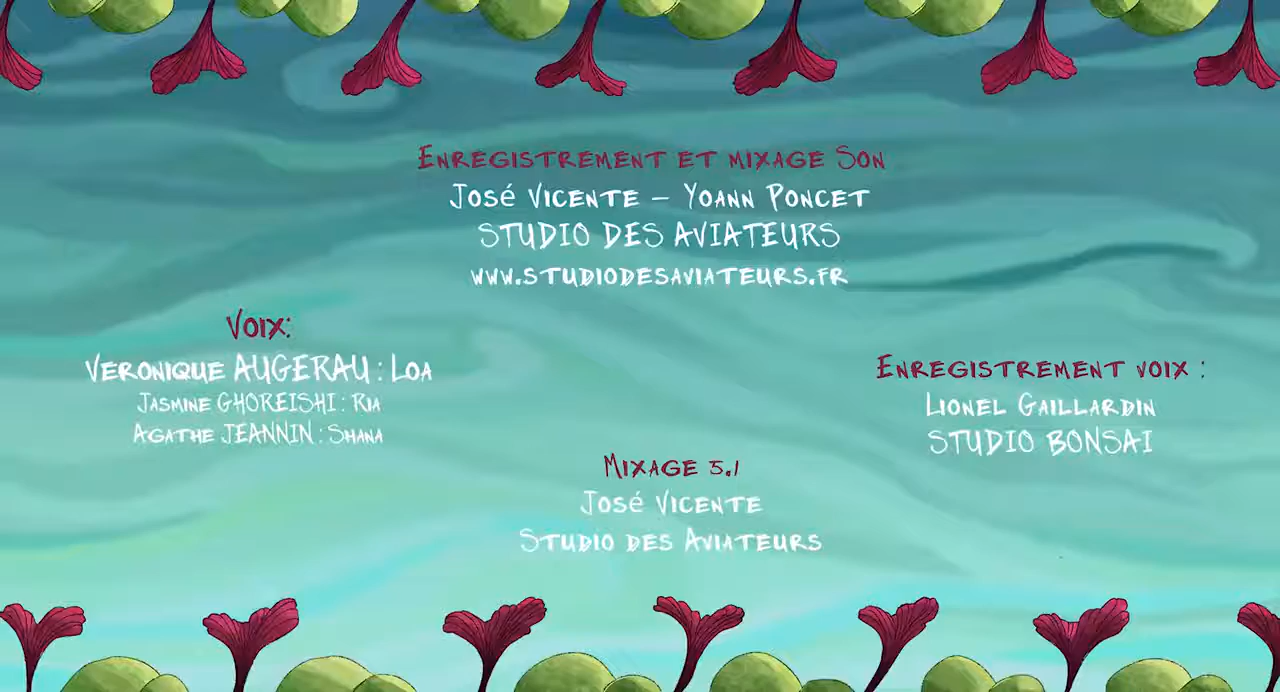 Enregistrement et mixage Son
José Vicente – Yoann Poncet
STUDIO DES AVIATEURS
www.studiodesaviateurs.fr
Voix:
Veronique AUGERAU : Loa
Jasmine GHOREISHI : Ria
Agathe JEANNIN : Shana
Enregistrement voix :
Lionel Gaillardin
STUDIO BONSAI
Mixage 5.1
José Vicente
Studio des Aviateurs